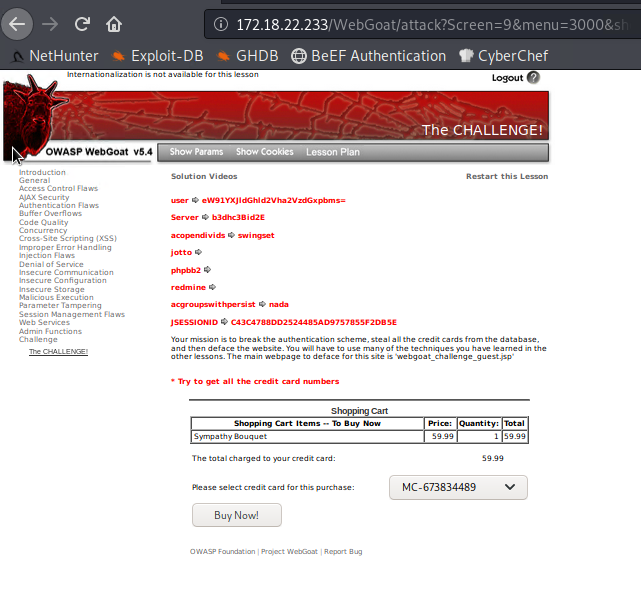 172.18.22.233/WebGoat/attack?Screen=9&menu=3000&sh
NetHunter Exploit-DB GHDB BeEF Authentication CyberChef
Internationalization is not available for this lesson
Logout ?
The CHALLENGE!
OWASP WebGoat v5.4
Show Params Show Cookies Lesson Plan
Introduction
General
Access Control Flaws
AJAX Security
Authentication Flaws
Buffer Overflows
Code Quality
Concurrency
Cross-Site Scripting (XSS)
Improper Error Handling
Injection Flaws
Denial of Service
Insecure Communication
Insecure Configuration
Insecure Storage
Malicious Execution
Parameter Tampering
Session Management Flaws
Web Services
Admin Functions
Challenge
The CHALLENGE!
Solution Videos Restart this Lesson
user ⇨ eW91YXJldGhld2Vha2VzdGxpbms=
Server ⇨ b3dhc3Bid2E
acopendivids ⇨ swingset
jotto ⇨
phpbb2 ⇨
redmine ⇨
acgroupswithpersist ⇨ nada
JSESSIONID ⇨ C43C4788DD2524485AD9757855F2DB5E
Your mission is to break the authentication scheme, steal all the credit cards from the database,
and then deface the website. You will have to use many of the techniques you have learned in the
other lessons. The main webpage to deface for this site is 'webgoat_challenge_guest.jsp'
* Try to get all the credit card numbers
Shopping Cart
Shopping Cart Items -- To Buy Now Price: Quantity: Total
Sympathy Bouquet 59.99 1 59.99
The total charged to your credit card: 59.99
Please select credit card for this purchase: MC-673834489
Buy Now!
OWASP Foundation | Project WebGoat | Report Bug